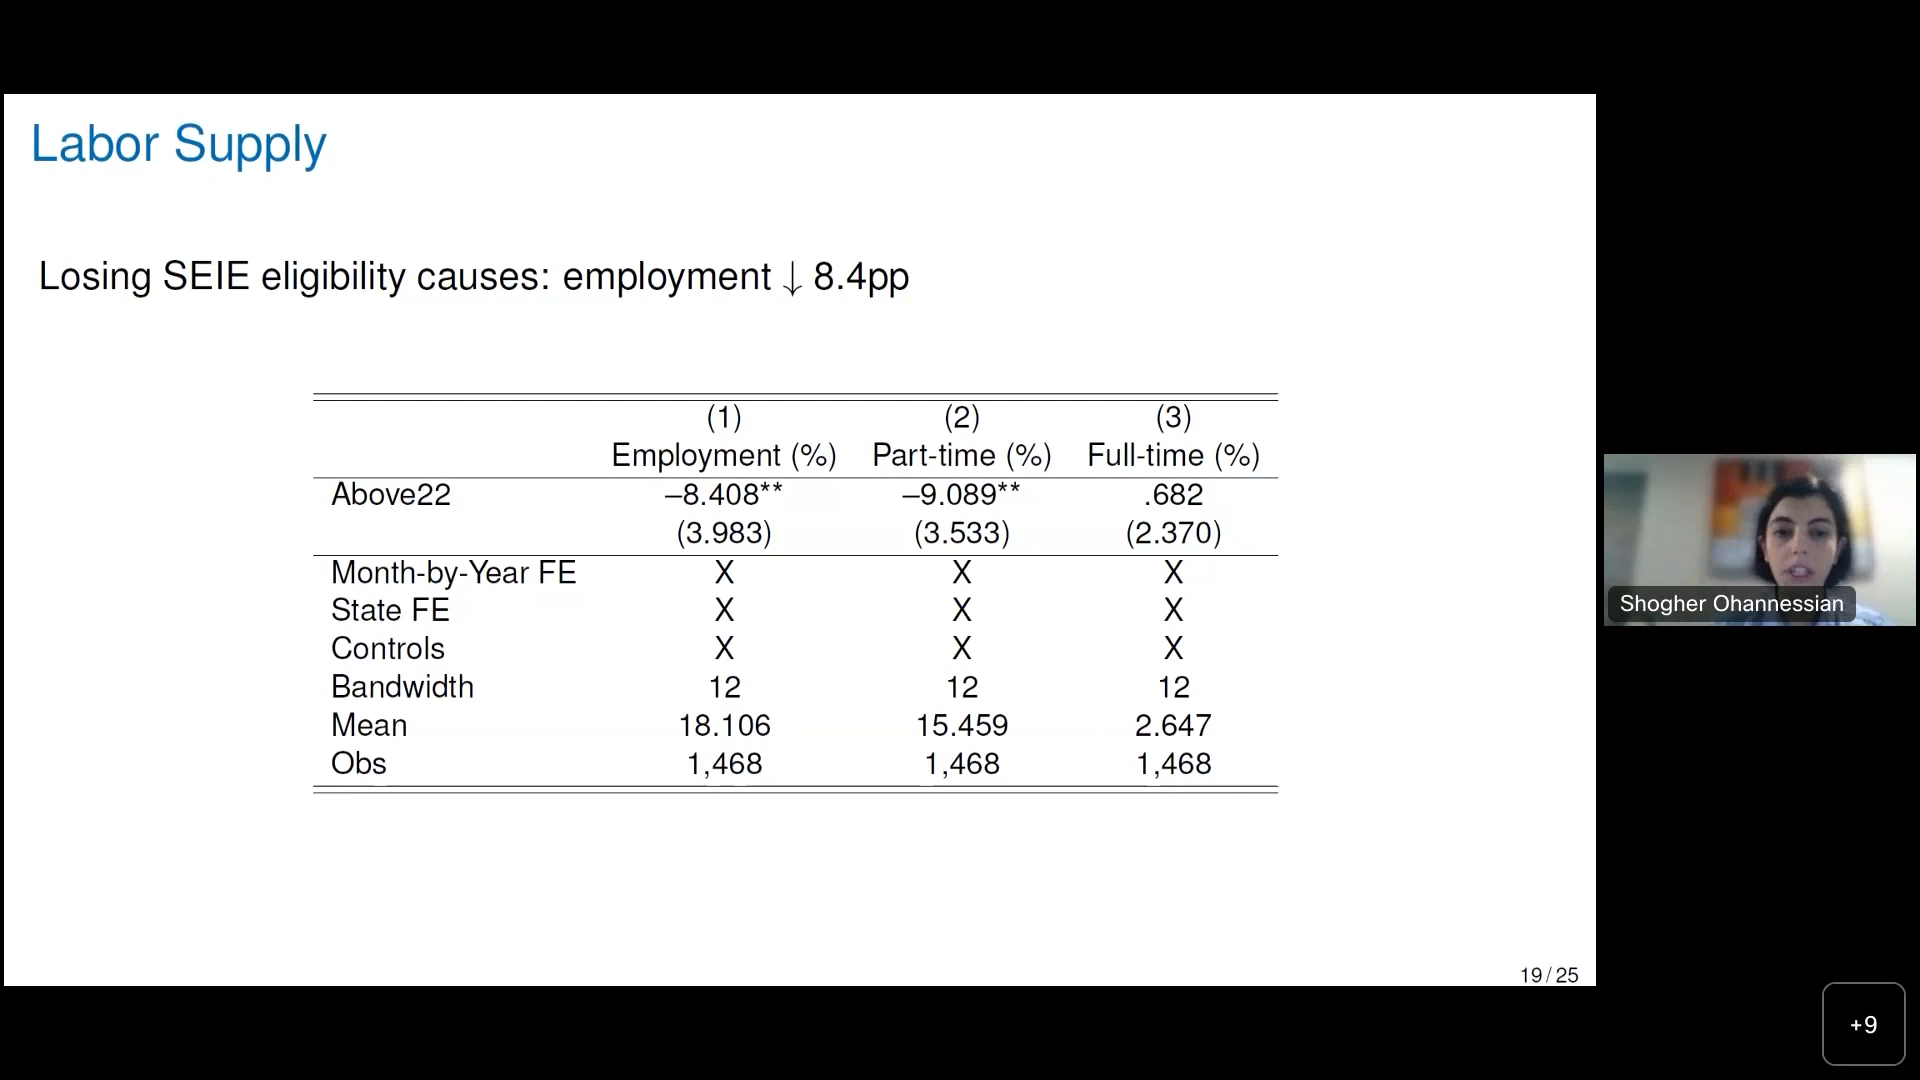 Labor Supply
Losing SEIE eligibility causes: employment ↓ 8.4pp
(1) (2) (3)
Employment (%) Part-time (%) Full-time (%)
Above22 –8.408** –9.089** .682
(3.983) (3.533) (2.370)
Month-by-Year FE X X X
State FE X X X
Controls X X X
Bandwidth 12 12 12
Mean 18.106 15.459 2.647
Obs 1,468 1,468 1,468
19 / 25
Shogher Ohannessian
+9